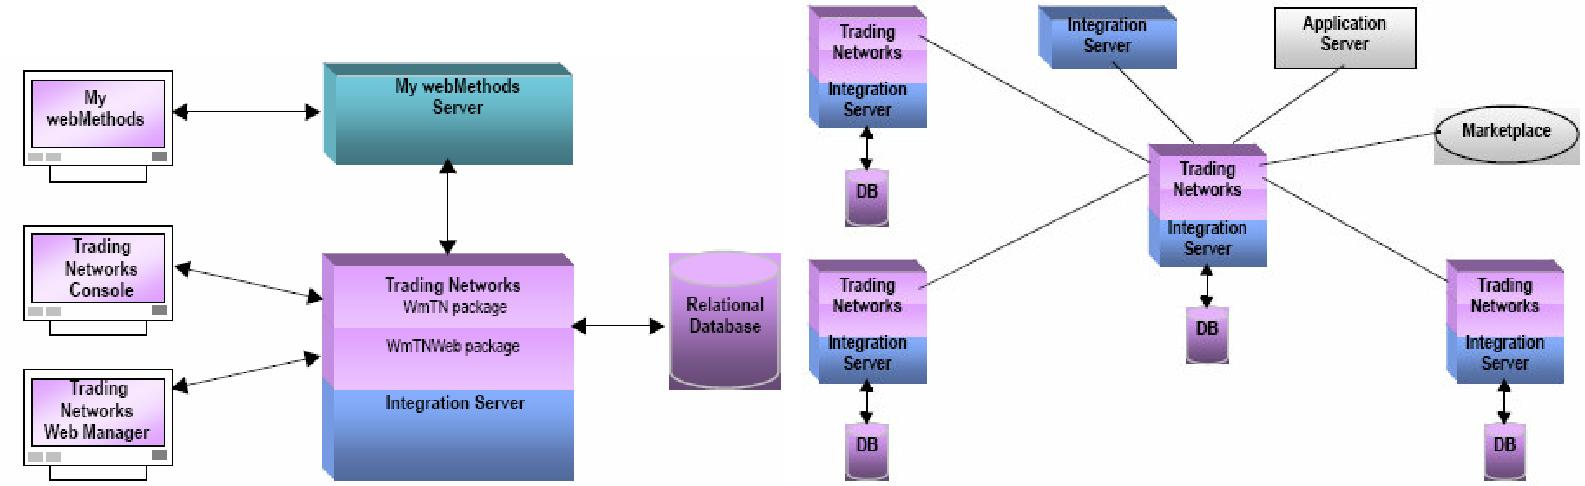 My
webMethods
My webMethods
Server
Trading
Networks
Console
Trading Networks
WmTN package
WmTNWeb package
Integration Server
Relational
Database
Trading
Networks
Web Manager
Trading
Networks
Integration
Server
DB
Integration
Server
Application
Server
Marketplace
Trading
Networks
Integration
Server
DB
Trading
Networks
Integration
Server
DB
Trading
Networks
Integration
Server
DB